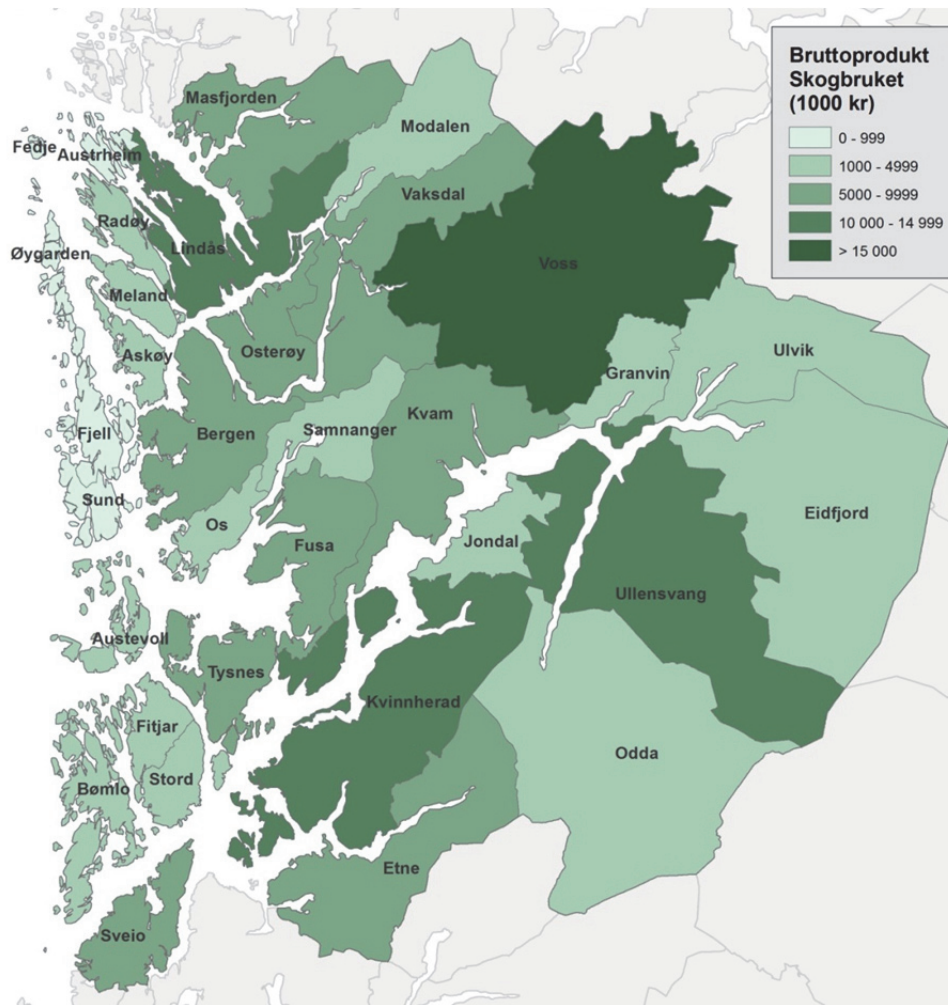 Bruttoprodukt
Skogbruket
(1000 kr)
0 - 999
1000 - 4999
5000 - 9999
10 000 - 14 999
> 15 000
Masfjorden
Modalen
Fedje
Austrheim
Vaksdal
Radøy
Lindås
Øygarden
Voss
Meland
Osterøy
Askøy
Ulvik
Granvin
Kvam
Bergen
Samnanger
Fjell
Sund
Os
Eidfjord
Jondal
Fusa
Ullensvang
Austevoll
Tysnes
Kvinnherad
Fitjar
Odda
Stord
Bømlo
Etne
Sveio